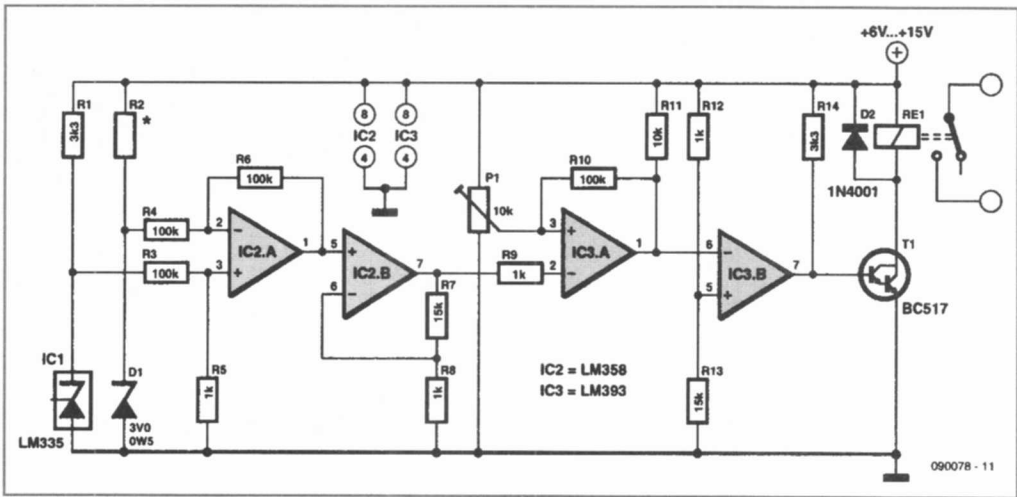 +6V...+15V
R1
3k3
R2
*
R6
100k
8
IC2
4
8
IC3
4
P1
10k
R10
100k
R11
10k
R12
1k
R14
3k3
D2
1N4001
RE1
R4
100k
R3
100k
2
3
1
IC2.A
5
6
7
IC2.B
R9
1k
3
2
1
IC3.A
6
5
7
IC3.B
T1
BC517
R7
15k
R8
1k
IC1
LM335
D1
3V0
0W5
R5
1k
IC2 = LM358
IC3 = LM393
R13
15k
090078 - 11